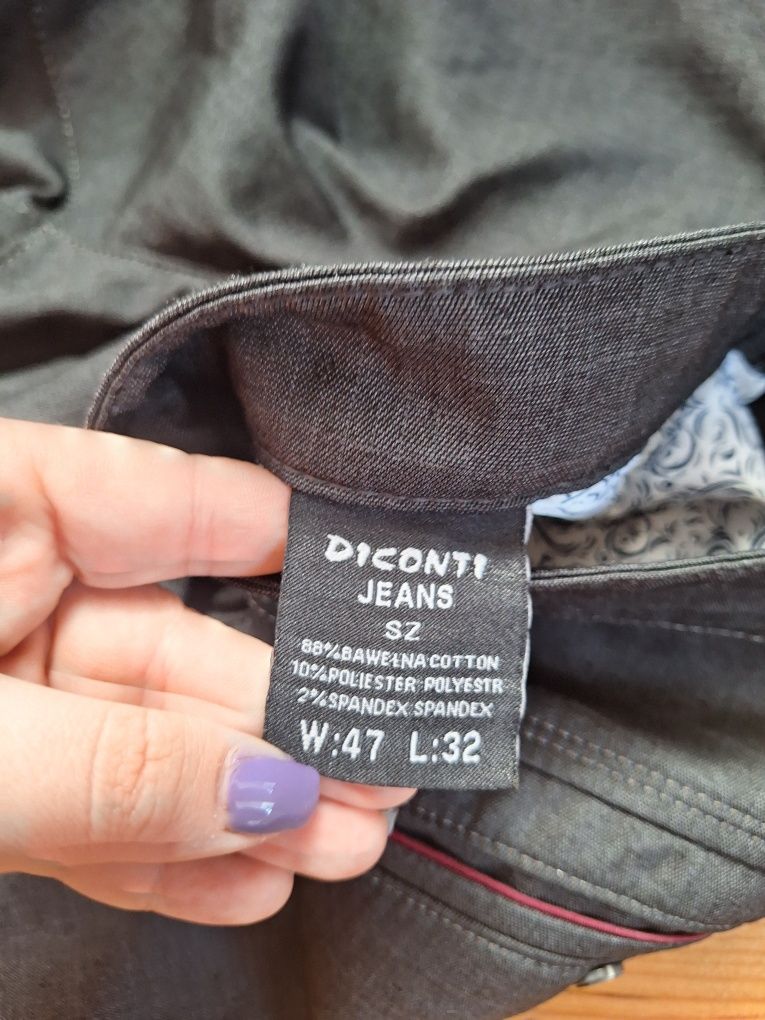 DICONTI
JEANS
SZ
88%BAWEŁNA COTTON
10%POLIESTER POLYESTR
2%SPANDEX SPANDEX
W:47 L:32